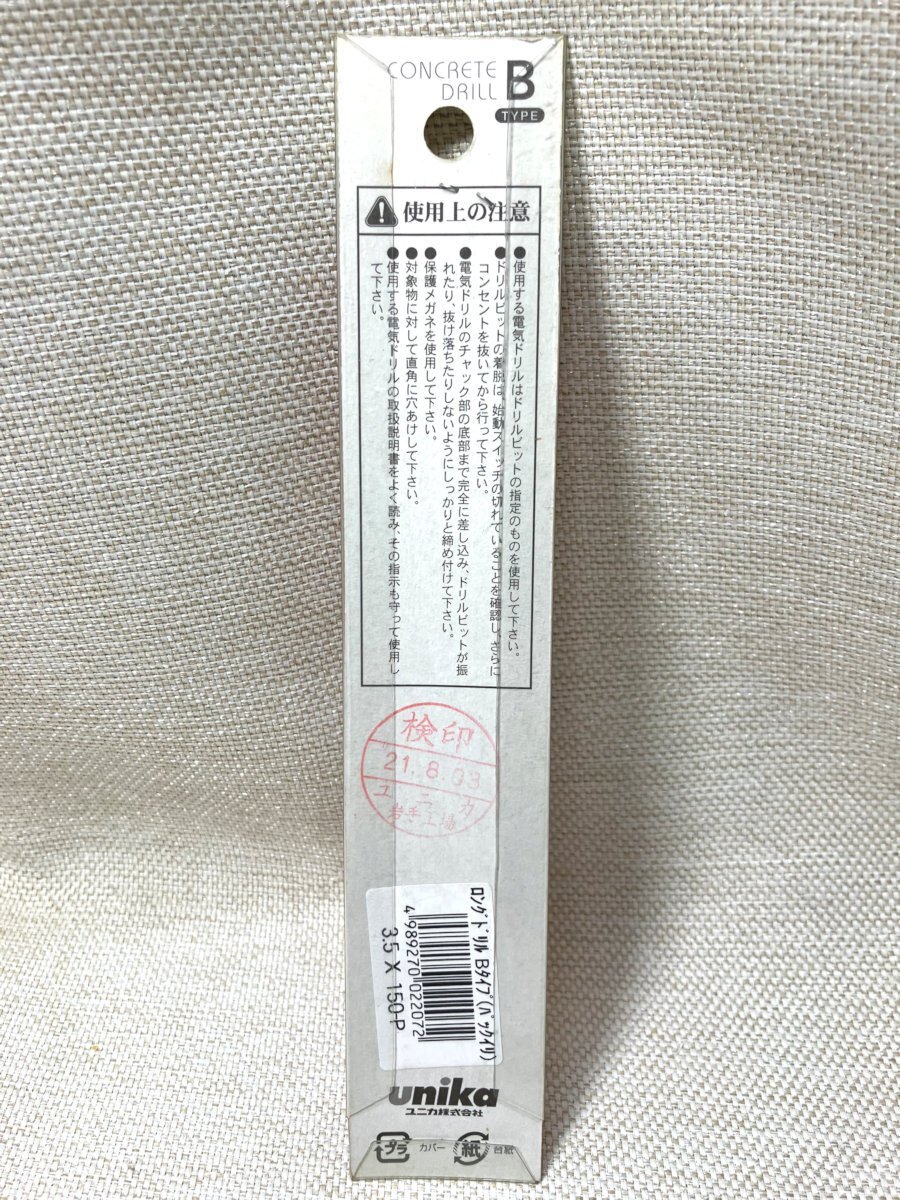 CONCRETE
DRILL B
TYPE
使用上の注意
●使用する電気ドリルはドリルビットの指定のものを使用して下さい。
●ドリルビットの着脱は、始動スイッチの切れていることを確認し、さらに
コンセントを抜いてから行って下さい。
●電気ドリルのチャック部の底部まで完全に差し込み、ドリルビットが振
れたり、抜け落ちたりしないようにしっかりと締め付けて下さい。
●保護メガネを使用して下さい。
●対象物に対して直角に穴あけして下さい。
●使用する電気ドリルの取扱説明書をよく読み、その指示も守って使用し
て下さい。
検印
21.8.03
ユニカ
岩手工場
ﾛﾝｸﾞﾄﾞﾘﾙ Bﾀｲﾌﾟ(ﾊﾟｯｸｲﾘ)
4 989270 022072
3.5 X 150-P
unika
ユニカ株式会社
プラ カバー 紙 台紙